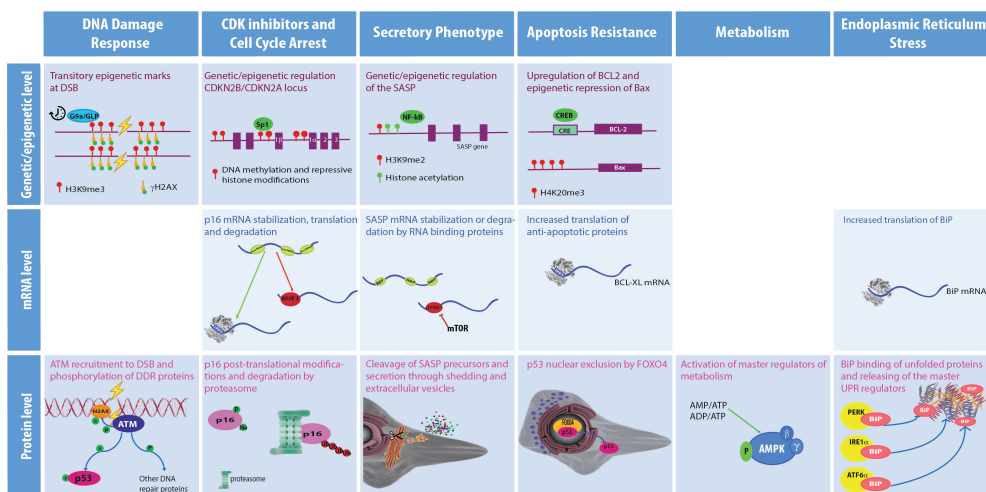 DNA Damage
Response
CDK inhibitors and
Cell Cycle Arrest
Secretory Phenotype
Apoptosis Resistance
Metabolism
Endoplasmic Reticulum
Stress
Genetic/epigenetic level
Transitory epigenetic marks
at DSB
G9a/GLP
H3K9me3
γH2AX
Genetic/epigenetic regulation
CDKN2B/CDKN2A locus
Sp1
DNA methylation and repressive
histone modifications
Genetic/epigenetic regulation
of the SASP
NF-kB
SASP gene
H3K9me2
Histone acetylation
Upregulation of BCL2 and
epigenetic repression of Bax
CREB
CRE
BCL-2
Bax
H4K20me3
mRNA level
p16 mRNA stabilization, translation
and degradation
AUF1
SASP mRNA stabilization or degra-
dation by RNA binding proteins
mTOR
Increased translation of
anti-apoptotic proteins
BCL-XL mRNA
Increased translation of BiP
BiP mRNA
Protein level
ATM recruitment to DSB and
phosphorylation of DDR proteins
H2AX
ATM
P
P
P
P
p53
Other DNA
repair proteins
p16 post-translational modifica-
tions and degradation by
proteasome
P
p16
Me
p16
proteasome
Cleavage of SASP precursors and
secretion through shedding and
extracellular vesicles
p53 nuclear exclusion by FOXO4
FOXO4
p53
p53
Activation of master regulators of
metabolism
AMP/ATP
ADP/ATP
P
AMPK
β
γ
BiP binding of unfolded proteins
and releasing of the master
UPR regulators
BiP
BiP
BiP
PERK
BiP
IRE1α
BiP
ATF6α
BiP